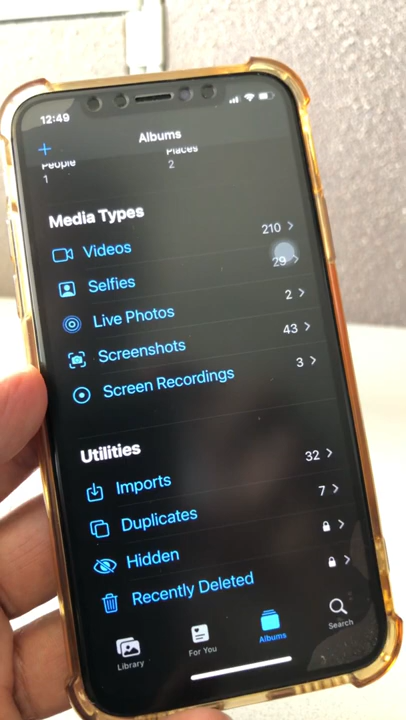 12:49
Albums
People
Places
1
2
Media Types
Videos 210
Selfies 29
Live Photos 2
Screenshots 43
Screen Recordings 3
Utilities
Imports 32
Duplicates 7
Hidden
Recently Deleted
Library For You Albums Search